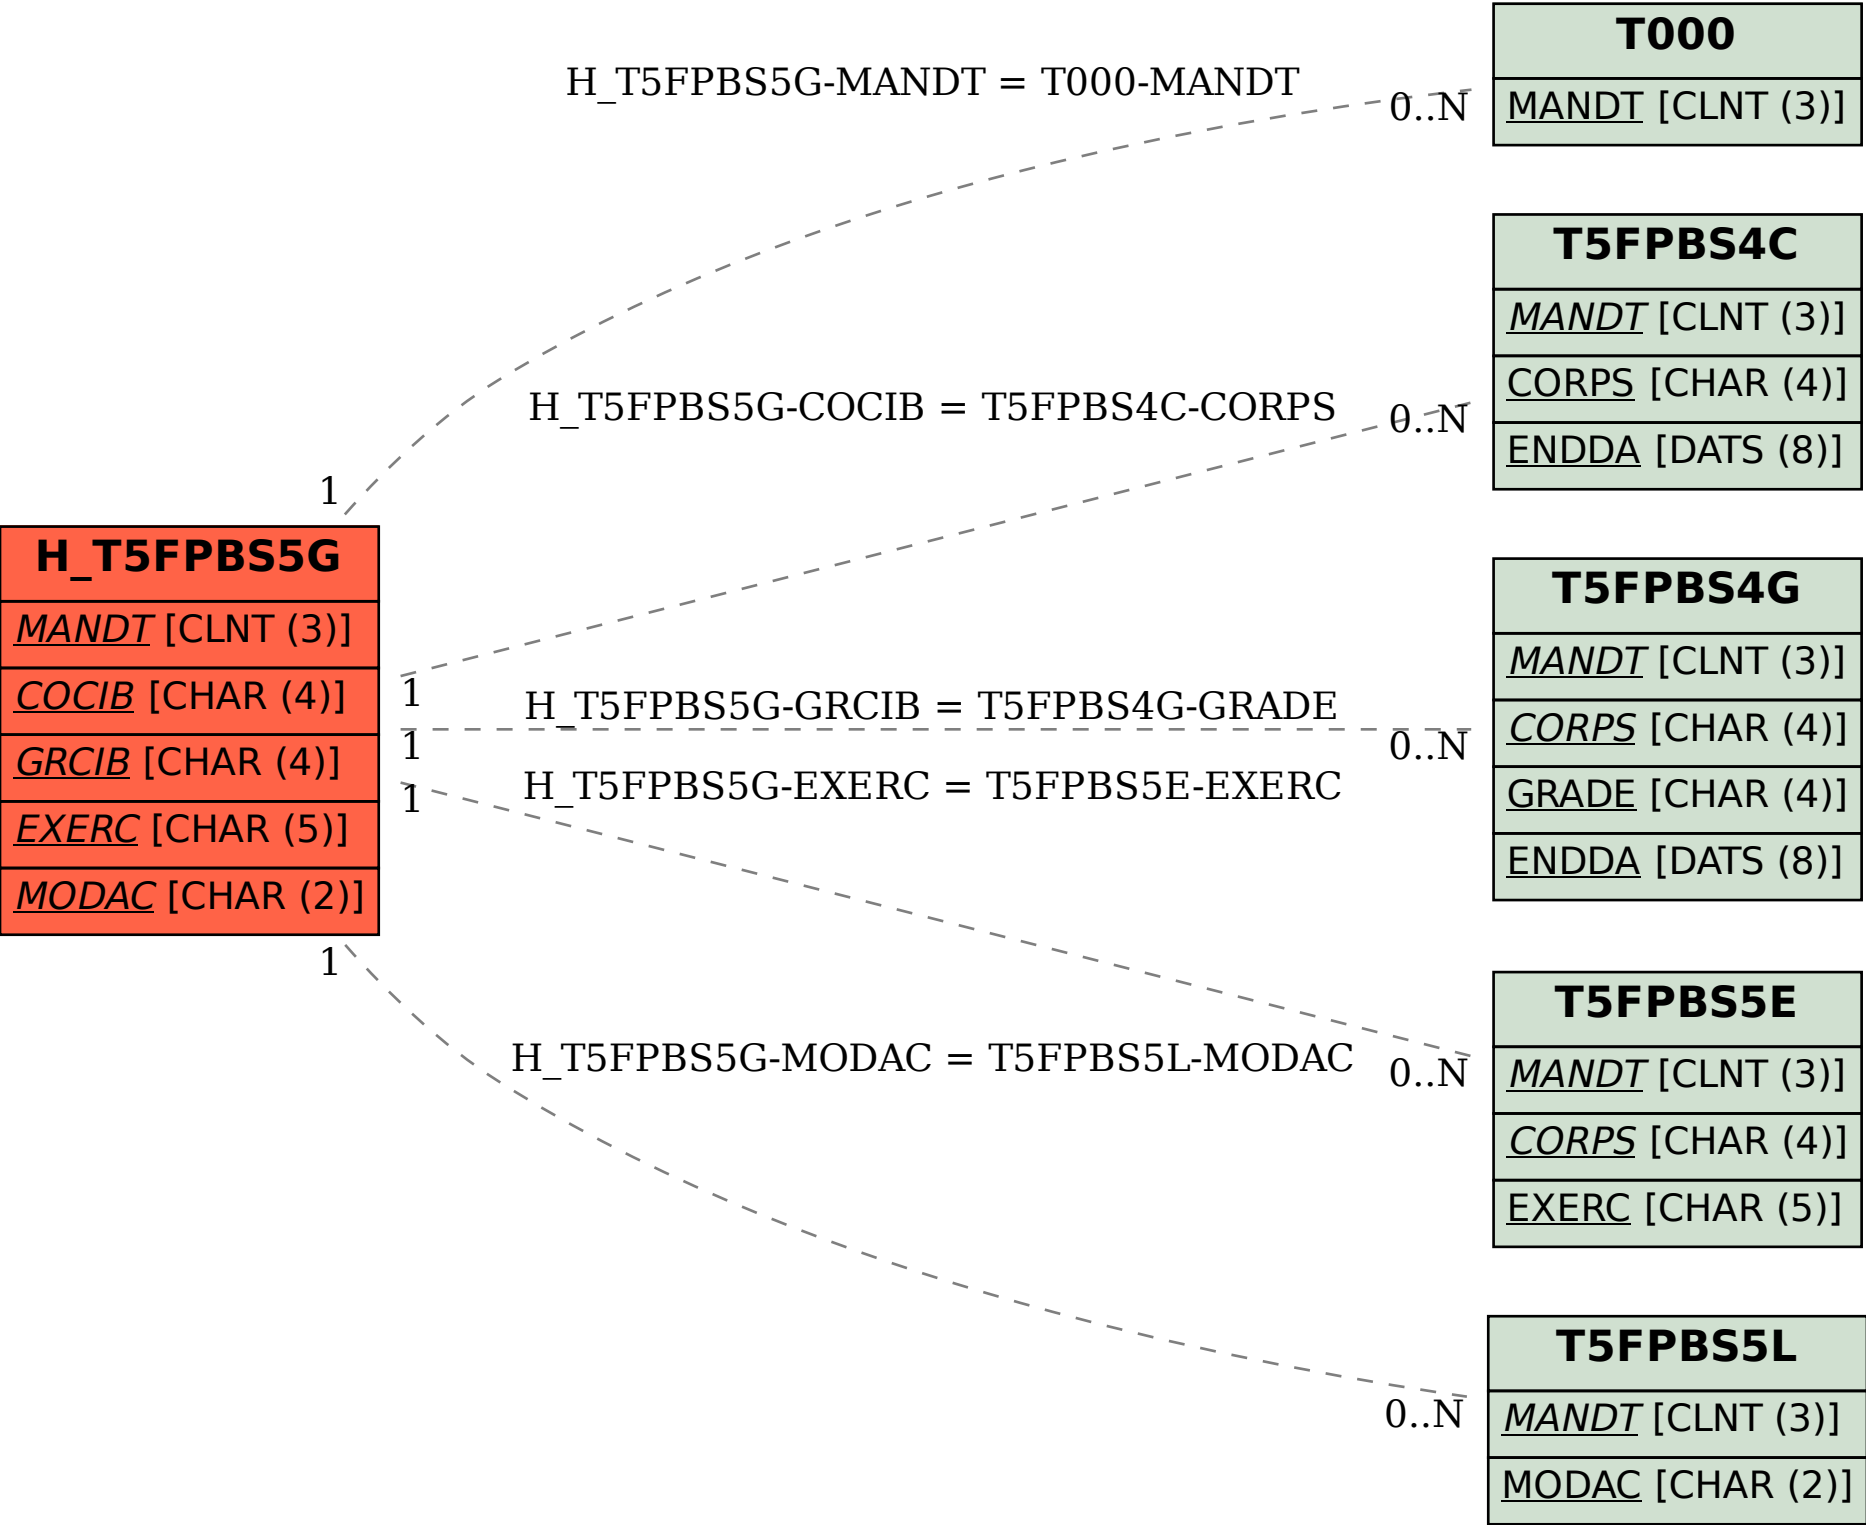 T000
MANDT [CLNT (3)]
H_T5FPBS5G-MANDT = T000-MANDT
0..N
1
T5FPBS4C
MANDT [CLNT (3)]
CORPS [CHAR (4)]
ENDDA [DATS (8)]
H_T5FPBS5G-COCIB = T5FPBS4C-CORPS
0..N
1
H_T5FPBS5G
MANDT [CLNT (3)]
COCIB [CHAR (4)]
GRCIB [CHAR (4)]
EXERC [CHAR (5)]
MODAC [CHAR (2)]
T5FPBS4G
MANDT [CLNT (3)]
CORPS [CHAR (4)]
GRADE [CHAR (4)]
ENDDA [DATS (8)]
H_T5FPBS5G-GRCIB = T5FPBS4G-GRADE
0..N
1
H_T5FPBS5G-EXERC = T5FPBS5E-EXERC
0..N
1
T5FPBS5E
MANDT [CLNT (3)]
CORPS [CHAR (4)]
EXERC [CHAR (5)]
H_T5FPBS5G-MODAC = T5FPBS5L-MODAC
0..N
1
T5FPBS5L
MANDT [CLNT (3)]
MODAC [CHAR (2)]